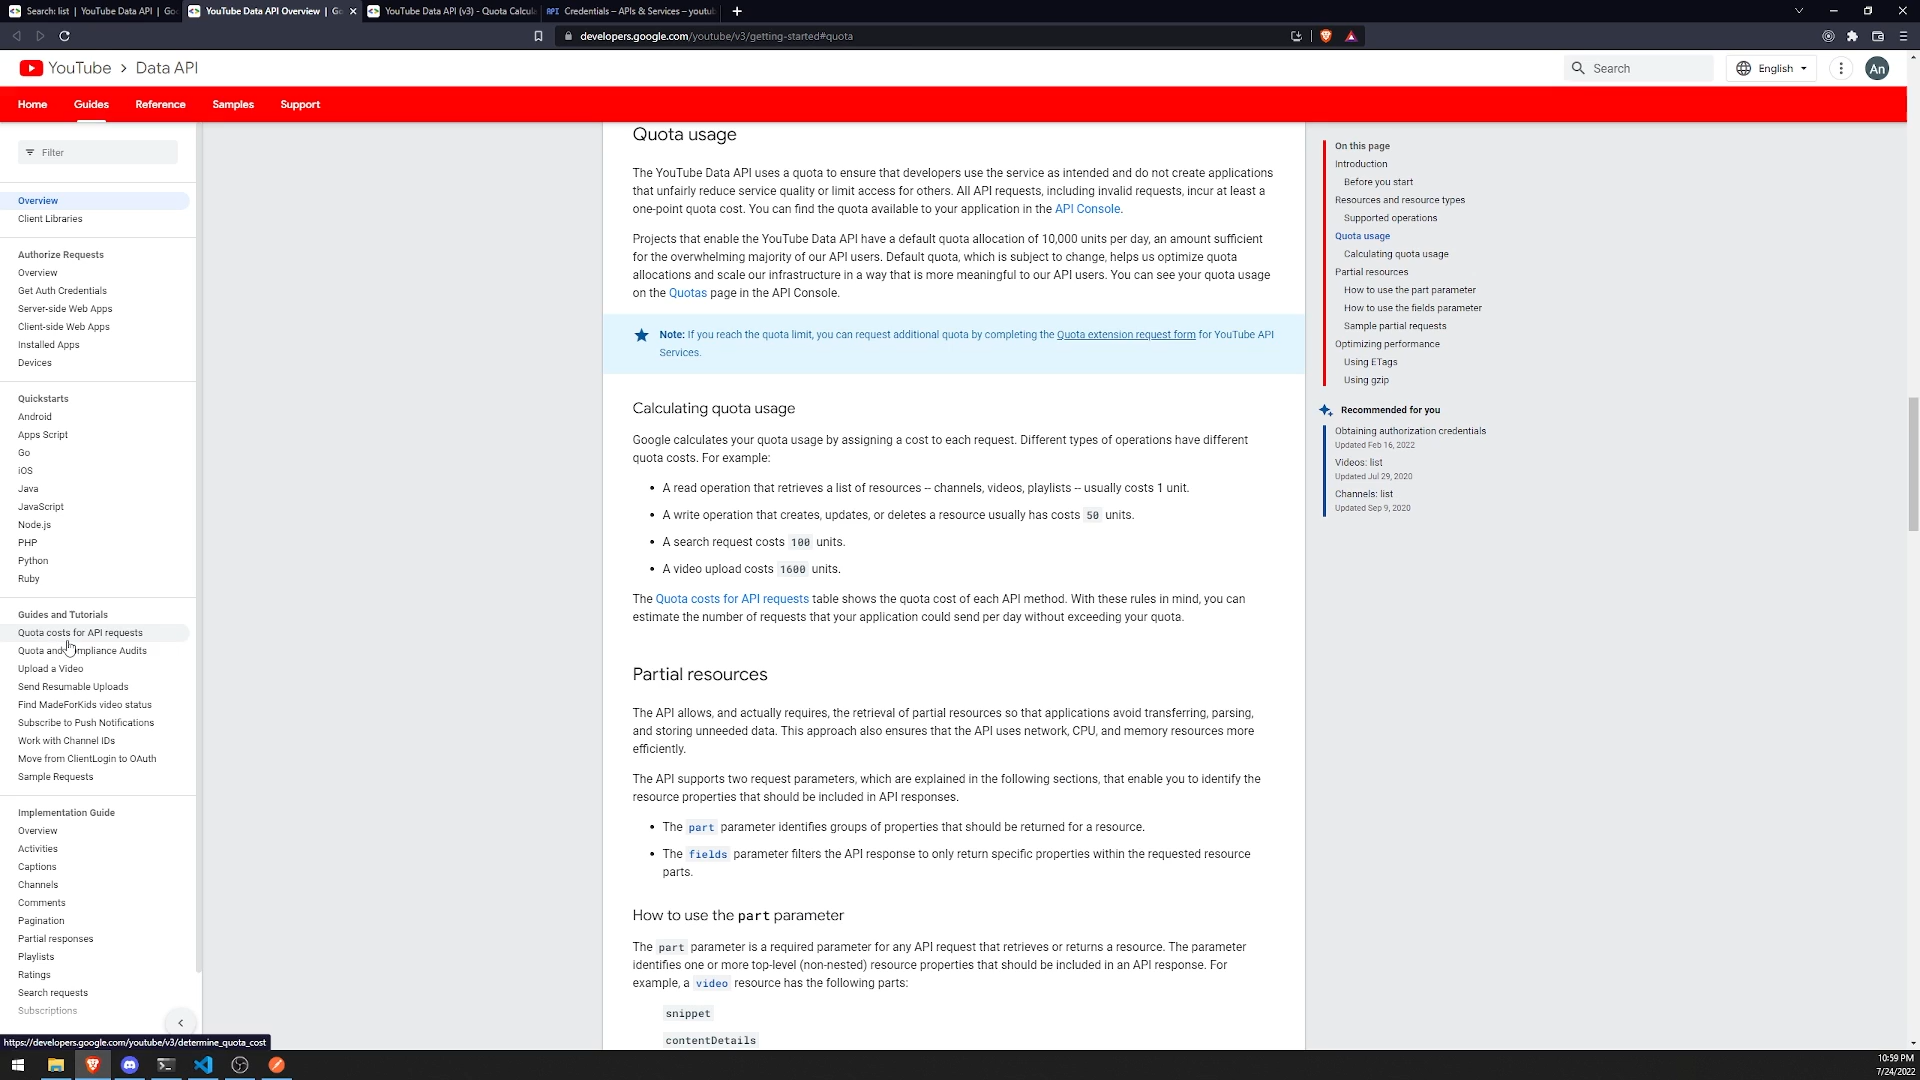 Search: list | YouTube Data API | Goo
YouTube Data API Overview | G
YouTube Data API (v3) - Quota Calcula
API Credentials – APIs & Services – youtub
developers.google.com/youtube/v3/getting-started#quota
YouTube > Data API
Search
English
An
Home
Guides
Reference
Samples
Support
Filter
Overview
Client Libraries
Authorize Requests
Overview
Get Auth Credentials
Server-side Web Apps
Client-side Web Apps
Installed Apps
Devices
Quickstarts
Android
Apps Script
Go
iOS
Java
JavaScript
Node.js
PHP
Python
Ruby
Guides and Tutorials
Quota costs for API requests
Quota and mpliance Audits
Upload a Video
Send Resumable Uploads
Find MadeForKids video status
Subscribe to Push Notifications
Work with Channel IDs
Move from ClientLogin to OAuth
Sample Requests
Implementation Guide
Overview
Activities
Captions
Channels
Comments
Pagination
Partial responses
Playlists
Ratings
Search requests
Subscriptions
https://developers.google.com/youtube/v3/determine_quota_cost
Quota usage
The YouTube Data API uses a quota to ensure that developers use the service as intended and do not create applications
that unfairly reduce service quality or limit access for others. All API requests, including invalid requests, incur at least a
one-point quota cost. You can find the quota available to your application in the API Console.
Projects that enable the YouTube Data API have a default quota allocation of 10,000 units per day, an amount sufficient
for the overwhelming majority of our API users. Default quota, which is subject to change, helps us optimize quota
allocations and scale our infrastructure in a way that is more meaningful to our API users. You can see your quota usage
on the Quotas page in the API Console.
Note: If you reach the quota limit, you can request additional quota by completing the Quota extension request form for YouTube API
Services.
Calculating quota usage
Google calculates your quota usage by assigning a cost to each request. Different types of operations have different
quota costs. For example:
• A read operation that retrieves a list of resources -- channels, videos, playlists -- usually costs 1 unit.
• A write operation that creates, updates, or deletes a resource usually has costs 50 units.
• A search request costs 100 units.
• A video upload costs 1600 units.
The Quota costs for API requests table shows the quota cost of each API method. With these rules in mind, you can
estimate the number of requests that your application could send per day without exceeding your quota.
Partial resources
The API allows, and actually requires, the retrieval of partial resources so that applications avoid transferring, parsing,
and storing unneeded data. This approach also ensures that the API uses network, CPU, and memory resources more
efficiently.
The API supports two request parameters, which are explained in the following sections, that enable you to identify the
resource properties that should be included in API responses.
• The part parameter identifies groups of properties that should be returned for a resource.
• The fields parameter filters the API response to only return specific properties within the requested resource
parts.
How to use the part parameter
The part parameter is a required parameter for any API request that retrieves or returns a resource. The parameter
identifies one or more top-level (non-nested) resource properties that should be included in an API response. For
example, a video resource has the following parts:
snippet
contentDetails
On this page
Introduction
Before you start
Resources and resource types
Supported operations
Quota usage
Calculating quota usage
Partial resources
How to use the part parameter
How to use the fields parameter
Sample partial requests
Optimizing performance
Using ETags
Using gzip
Recommended for you
Obtaining authorization credentials
Updated Feb 16, 2022
Videos: list
Updated Jul 29, 2020
Channels: list
Updated Sep 9, 2020
10:59 PM
7/24/2022